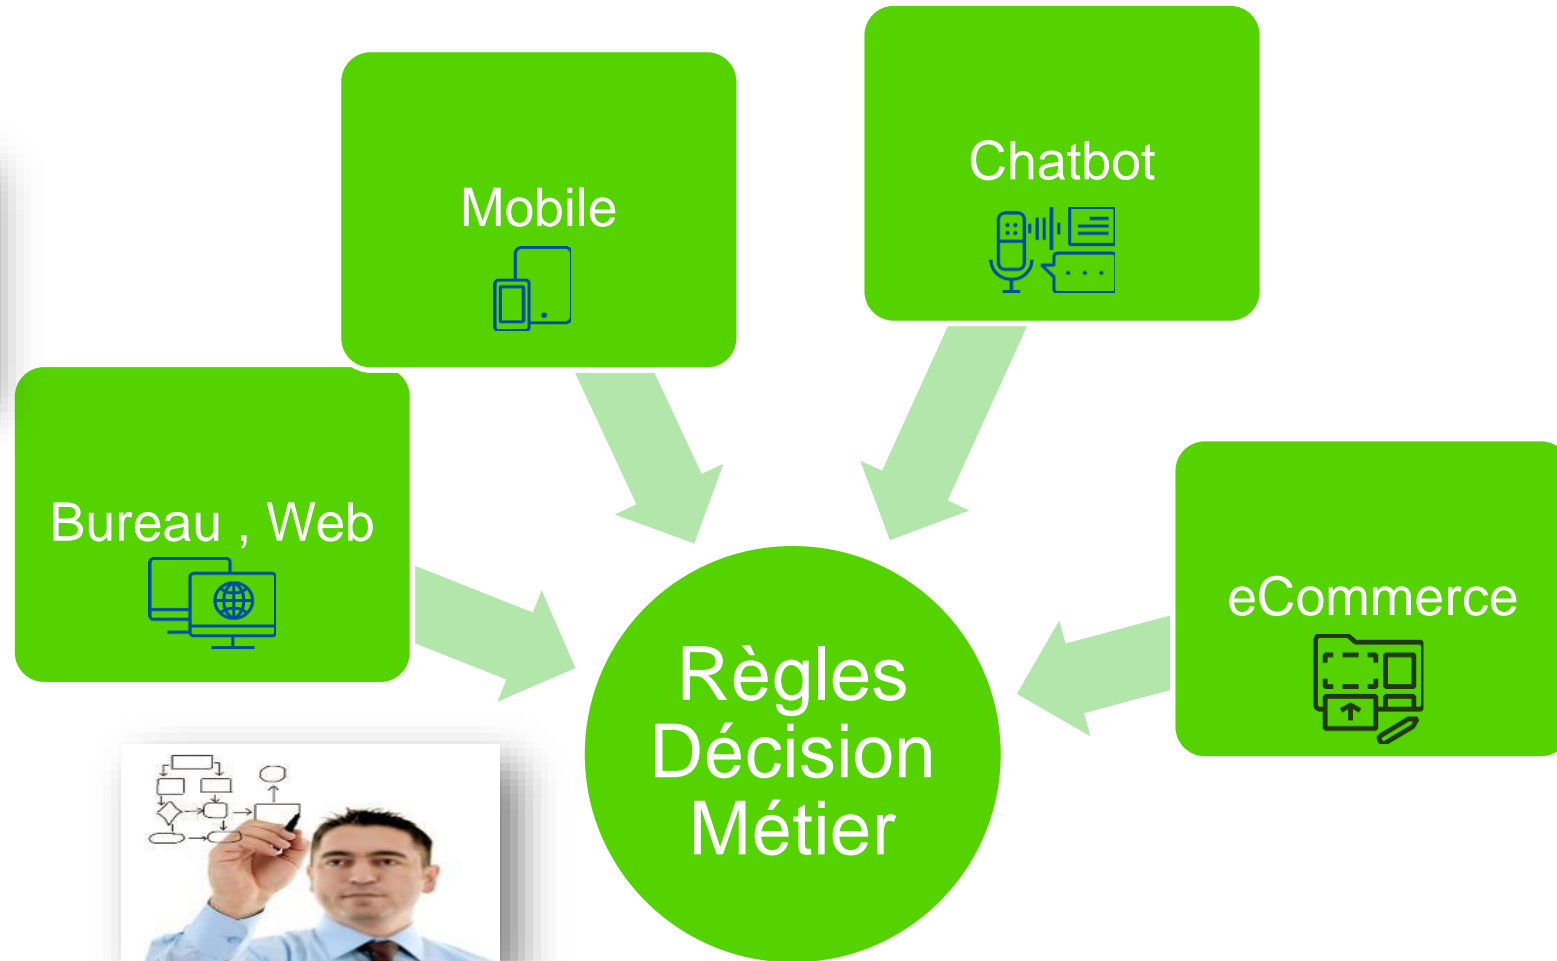 Chatbot
Mobile
Bureau , Web
eCommerce
Règles
Décision
Métier